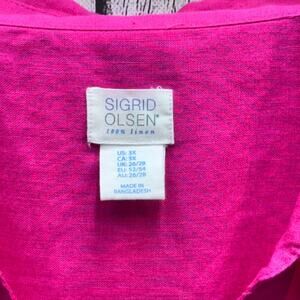 SIGRID
OLSEN®
100% linen
US: 3X
CA: 3X
UK: 26/28
EU: 52/54
AU: 26/28
MADE IN
BANGLADESH